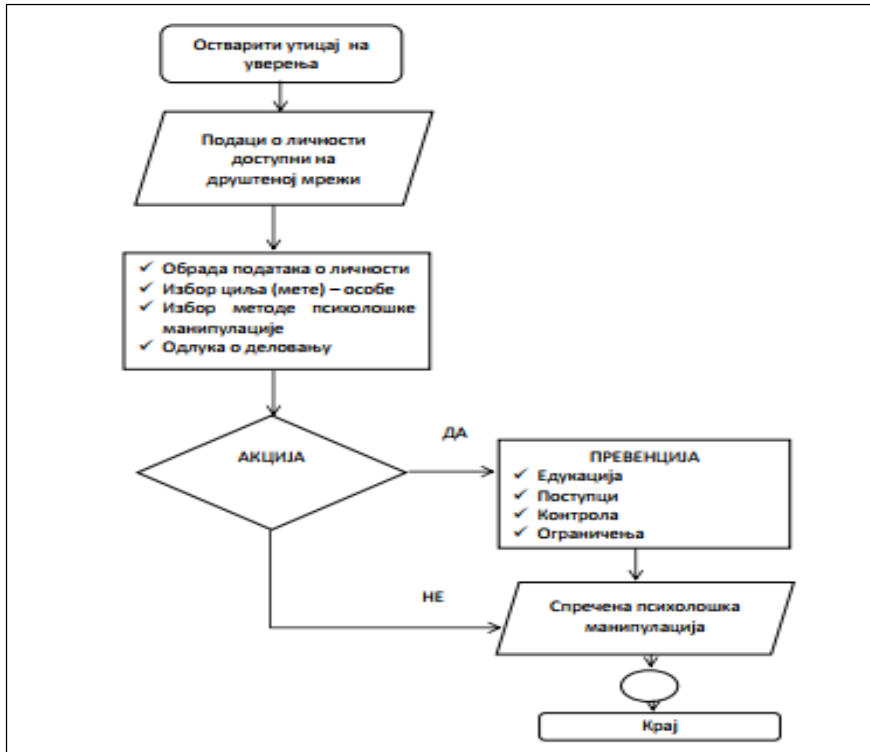 Остварити утицај на
уверења
Подаци о личности
доступни на
друштеној мрежи
✓ Обрада података о личности
✓ Избор циља (мете) – особе
✓ Избор методе психолошке
манипулације
✓ Одлука о деловању
АКЦИЈА
ДА
ПРЕВЕНЦИЈА
✓ Едукација
✓ Поступци
✓ Контрола
✓ Ограничења
НЕ
Спречена психолошка
манипулација
Крај